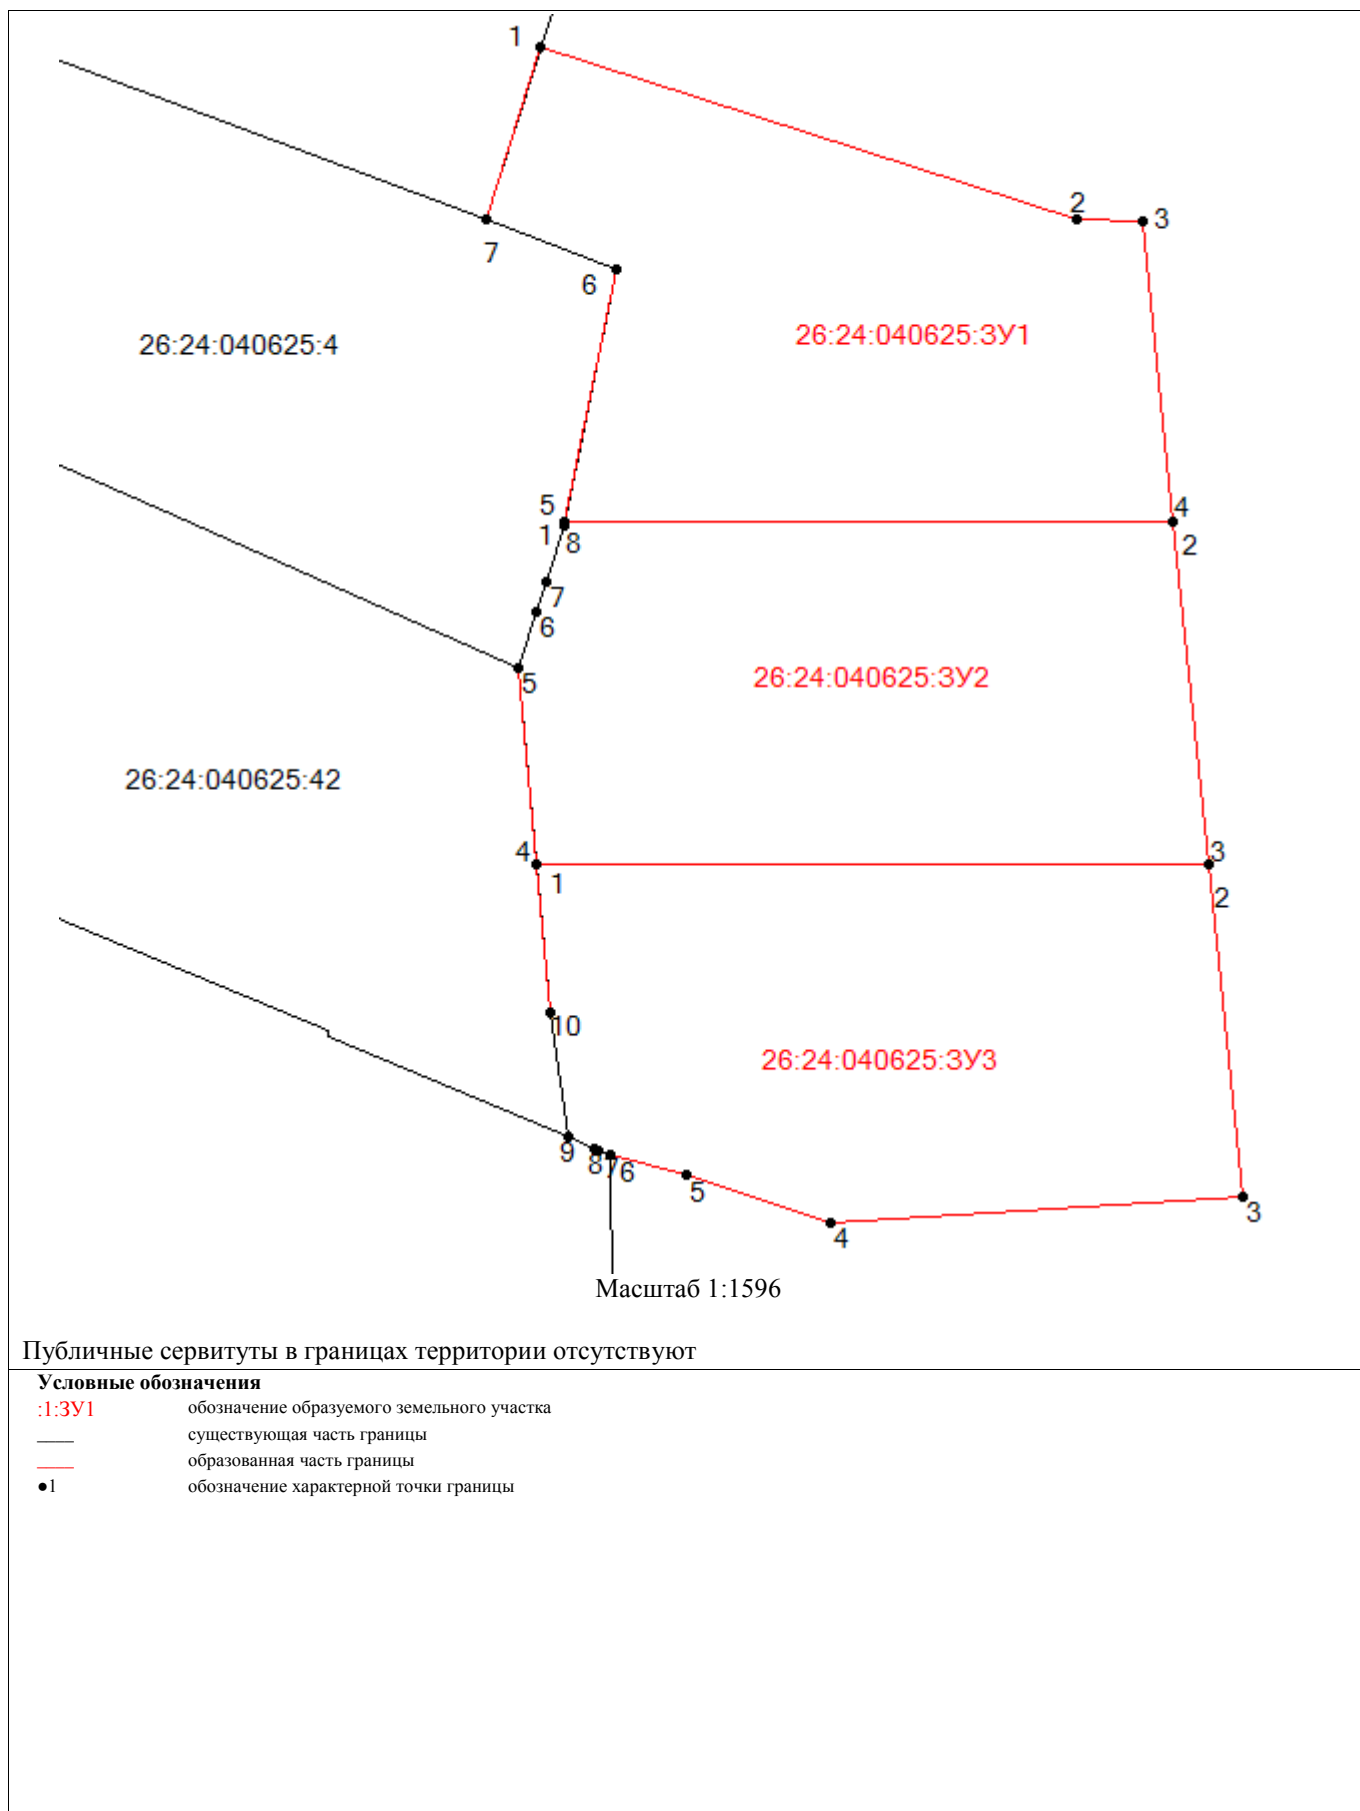 1
2
3
7
6
26:24:040625:ЗУ1
26:24:040625:4
5
4
1
8
2
7
6
5
26:24:040625:ЗУ2
26:24:040625:42
4
3
1
2
10
26:24:040625:ЗУ3
9
8
7
6
5
3
4
Масштаб 1:1596
Публичные сервитуты в границах территории отсутствуют
Условные обозначения
:1:ЗУ1 обозначение образуемого земельного участка
существующая часть границы
образованная часть границы
●1 обозначение характерной точки границы